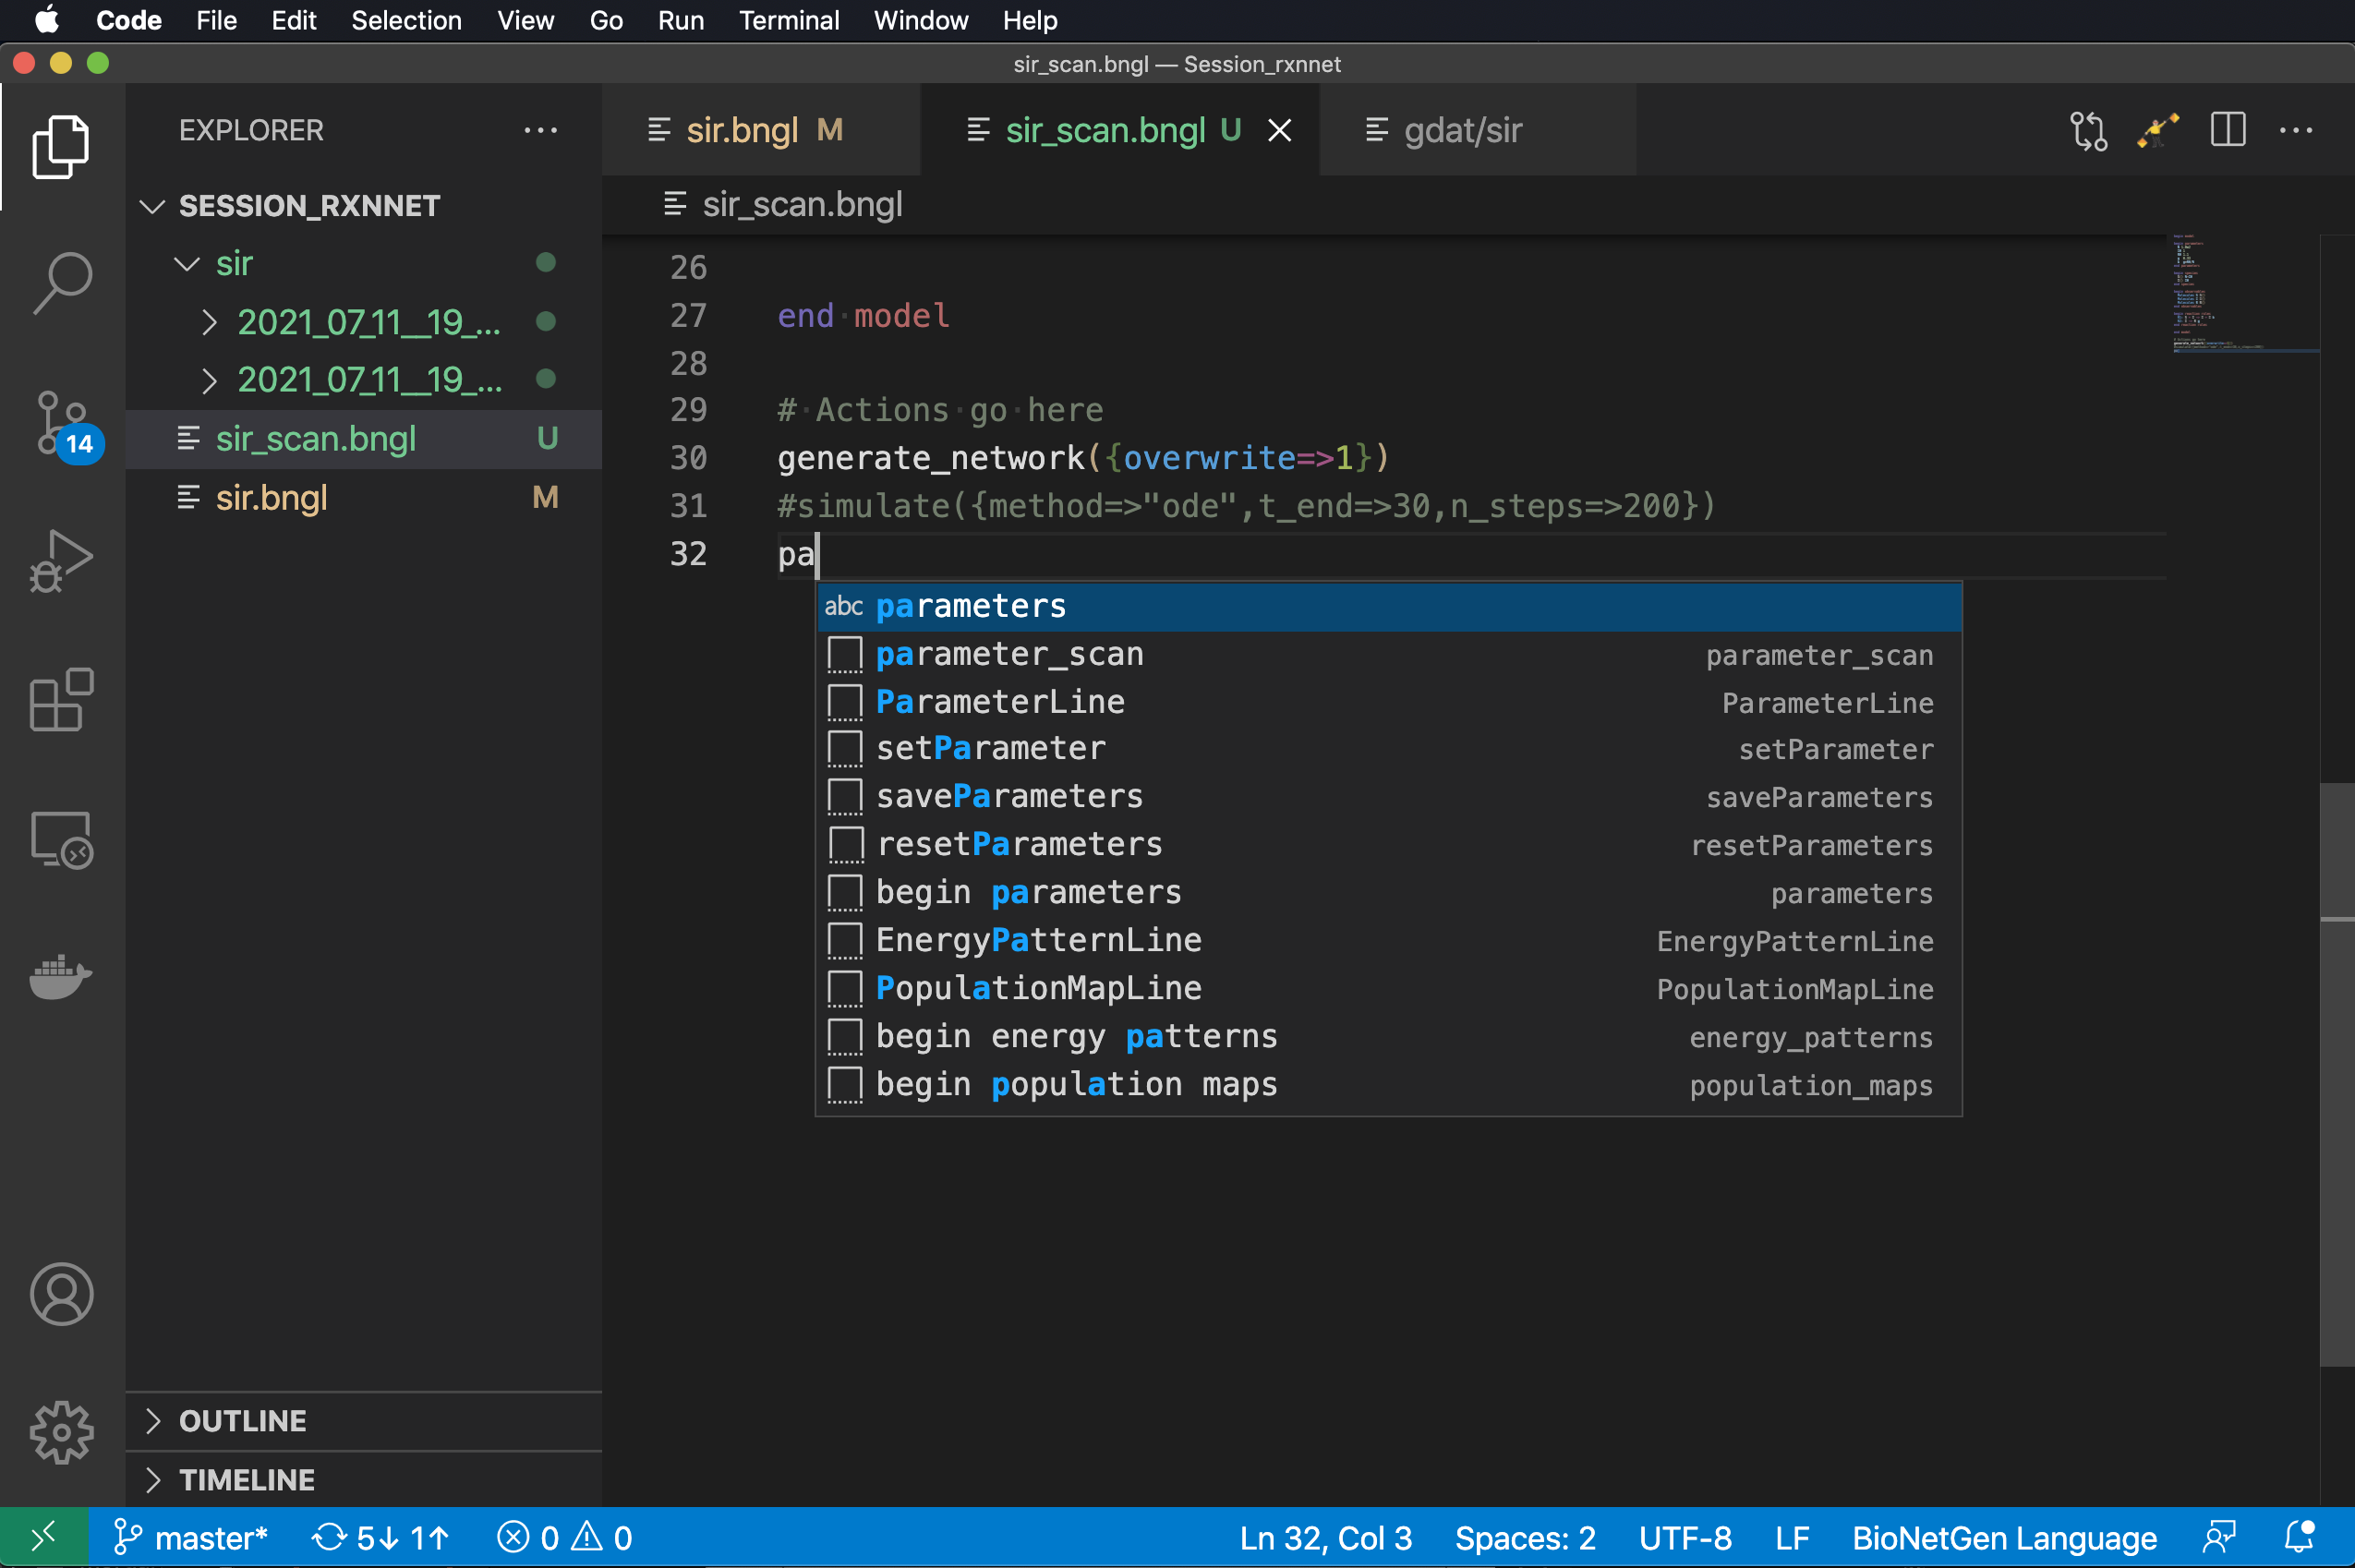 Code File Edit Selection View Go Run Terminal Window Help
sir_scan.bngl — Session_rxnnet
EXPLORER
SESSION_RXNNET
sir
2021_07_11__19_...
2021_07_11__19_...
sir_scan.bngl U
sir.bngl M
OUTLINE
TIMELINE
14
sir.bngl M sir_scan.bngl U gdat/sir
sir_scan.bngl
26
27 end model
28
29 # Actions go here
30 generate_network({overwrite=>1})
31 #simulate({method=>"ode",t_end=>30,n_steps=>200})
32 pa
abc parameters
parameter_scan parameter_scan
ParameterLine ParameterLine
setParameter setParameter
saveParameters saveParameters
resetParameters resetParameters
begin parameters parameters
EnergyPatternLine EnergyPatternLine
PopulationMapLine PopulationMapLine
begin energy patterns energy_patterns
begin population maps population_maps
master* 5↓ 1↑ 0 0 Ln 32, Col 3 Spaces: 2 UTF-8 LF BioNetGen Language